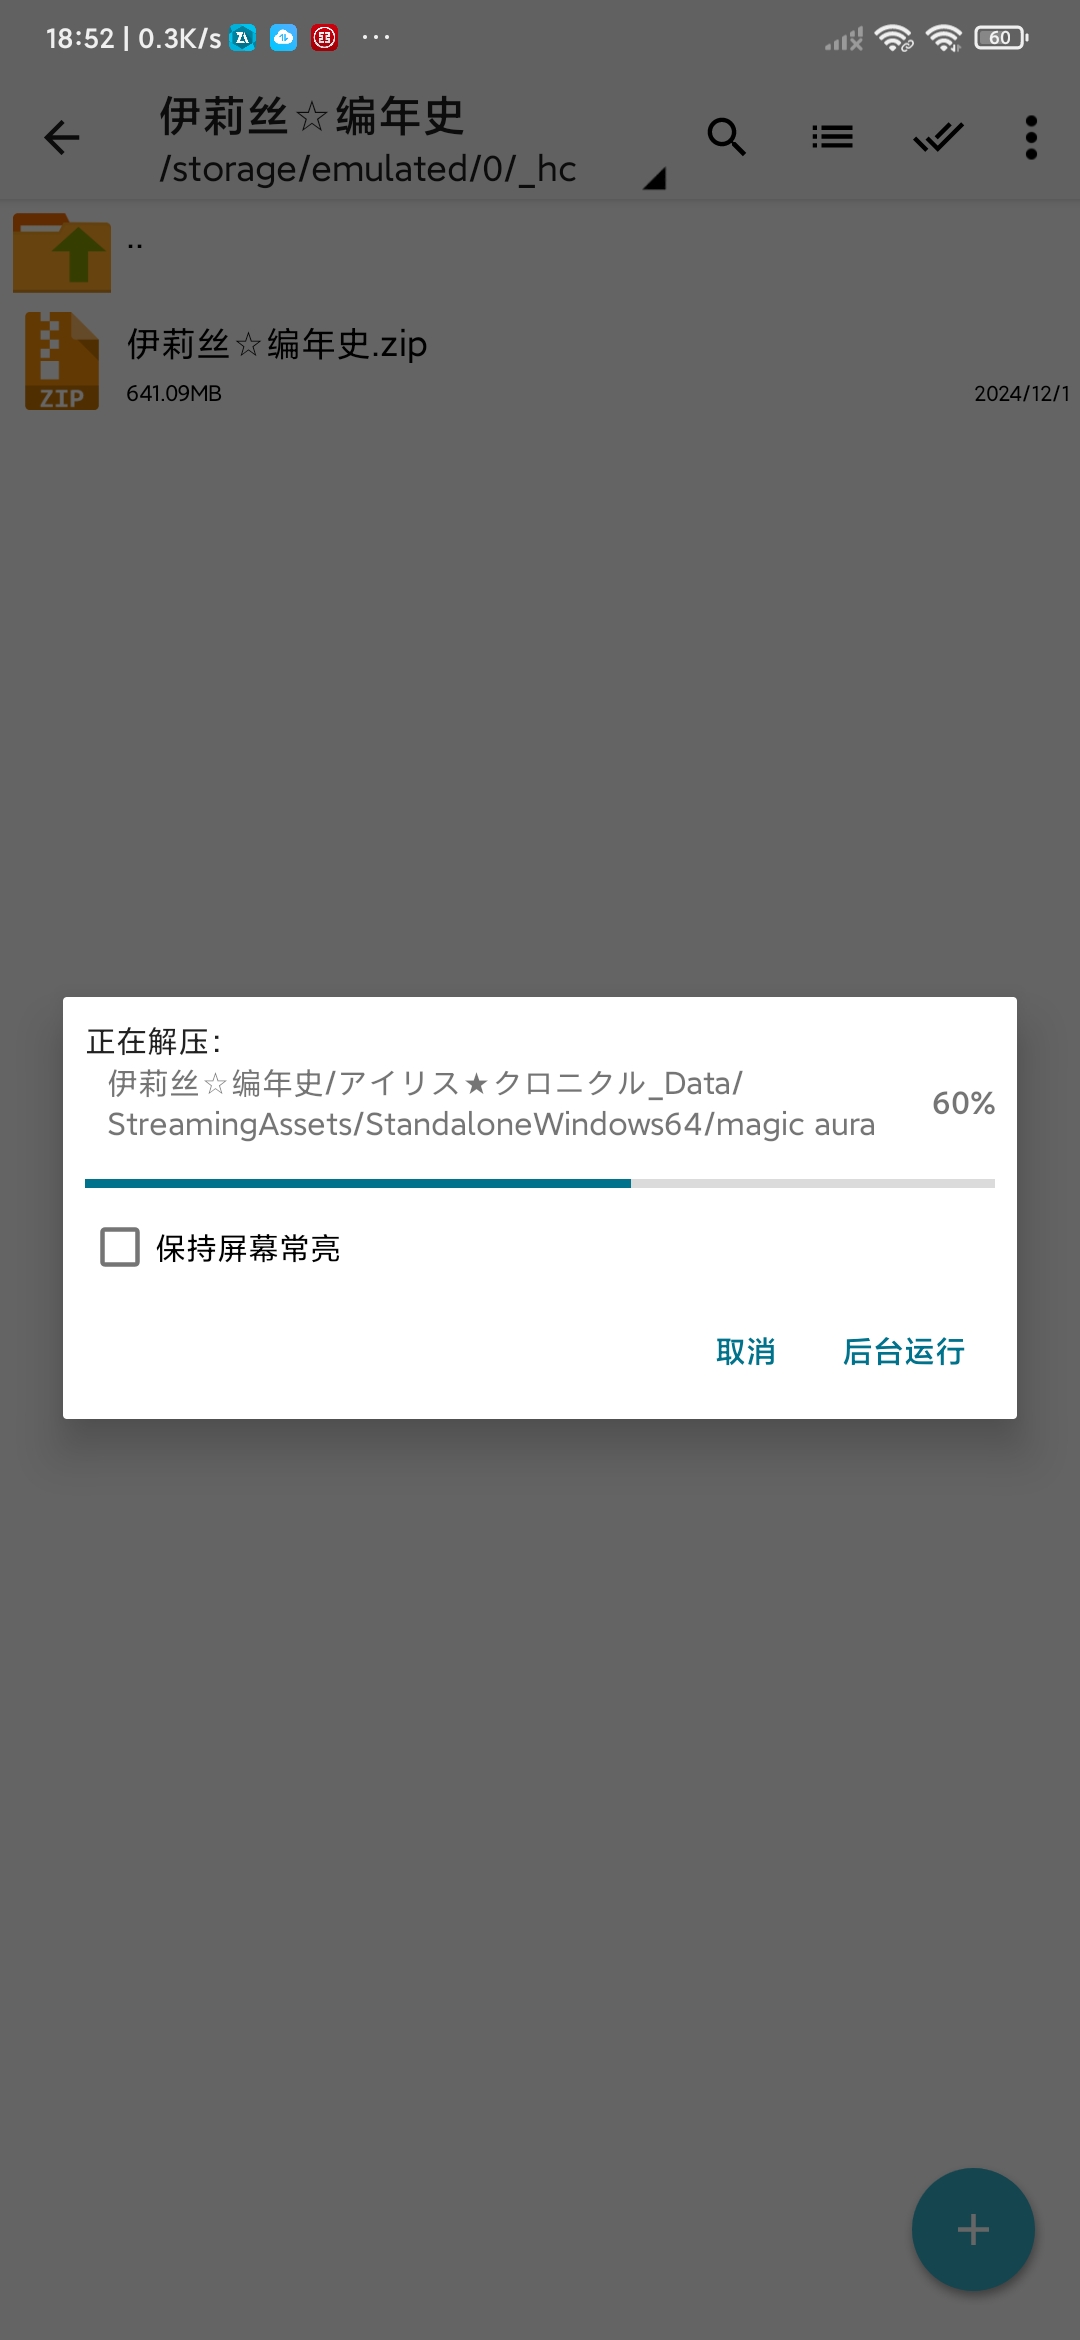 18:52 | 0.3K/s ZA ...
60
伊莉丝☆编年史
/storage/emulated/0/_hc
..
伊莉丝☆编年史.zip
ZIP
641.09MB
2024/12/1
正在解压:
伊莉丝☆编年史/アイリス★クロニクル_Data/
StreamingAssets/StandaloneWindows64/magic aura
60%
保持屏幕常亮
取消
后台运行